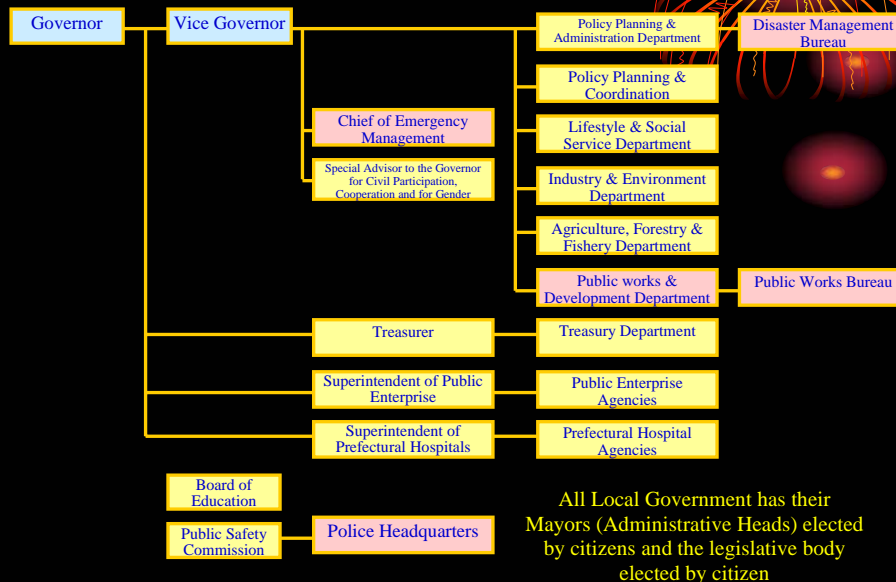 Governor
Vice Governor
Policy Planning &
Administration Department
Disaster Management
Bureau
Policy Planning &
Coordination
Chief of Emergency
Management
Lifestyle & Social
Service Department
Special Advisor to the Governor
for Civil Participation,
Cooperation and for Gender
Industry & Environment
Department
Agriculture, Forestry &
Fishery Department
Public works &
Development Department
Public Works Bureau
Treasurer
Treasury Department
Superintendent of Public
Enterprise
Public Enterprise
Agencies
Superintendent of
Prefectural Hospitals
Prefectural Hospital
Agencies
Board of
Education
Public Safety
Commission
Police Headquarters
All Local Government has their
Mayors (Administrative Heads) elected
by citizens and the legislative body
elected by citizen